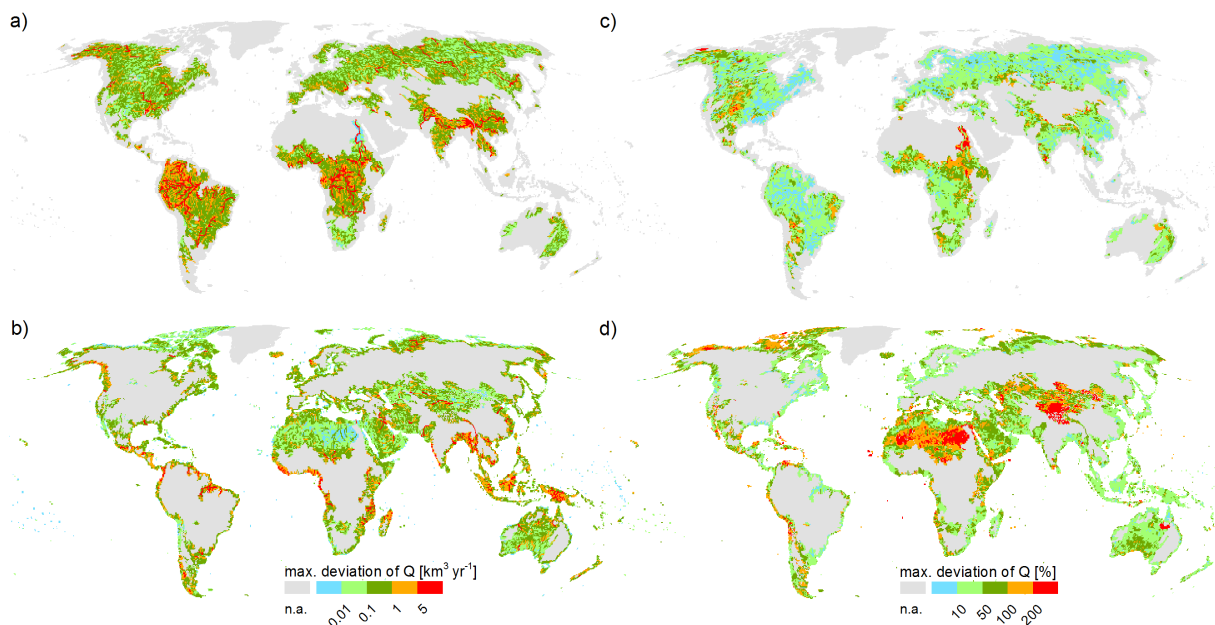 a)
c)
b)
d)
max. deviation of Q [km³ yr⁻¹]
n.a. 0.01 0.1 1 5
max. deviation of Q [%]
n.a. 10 50 100 200